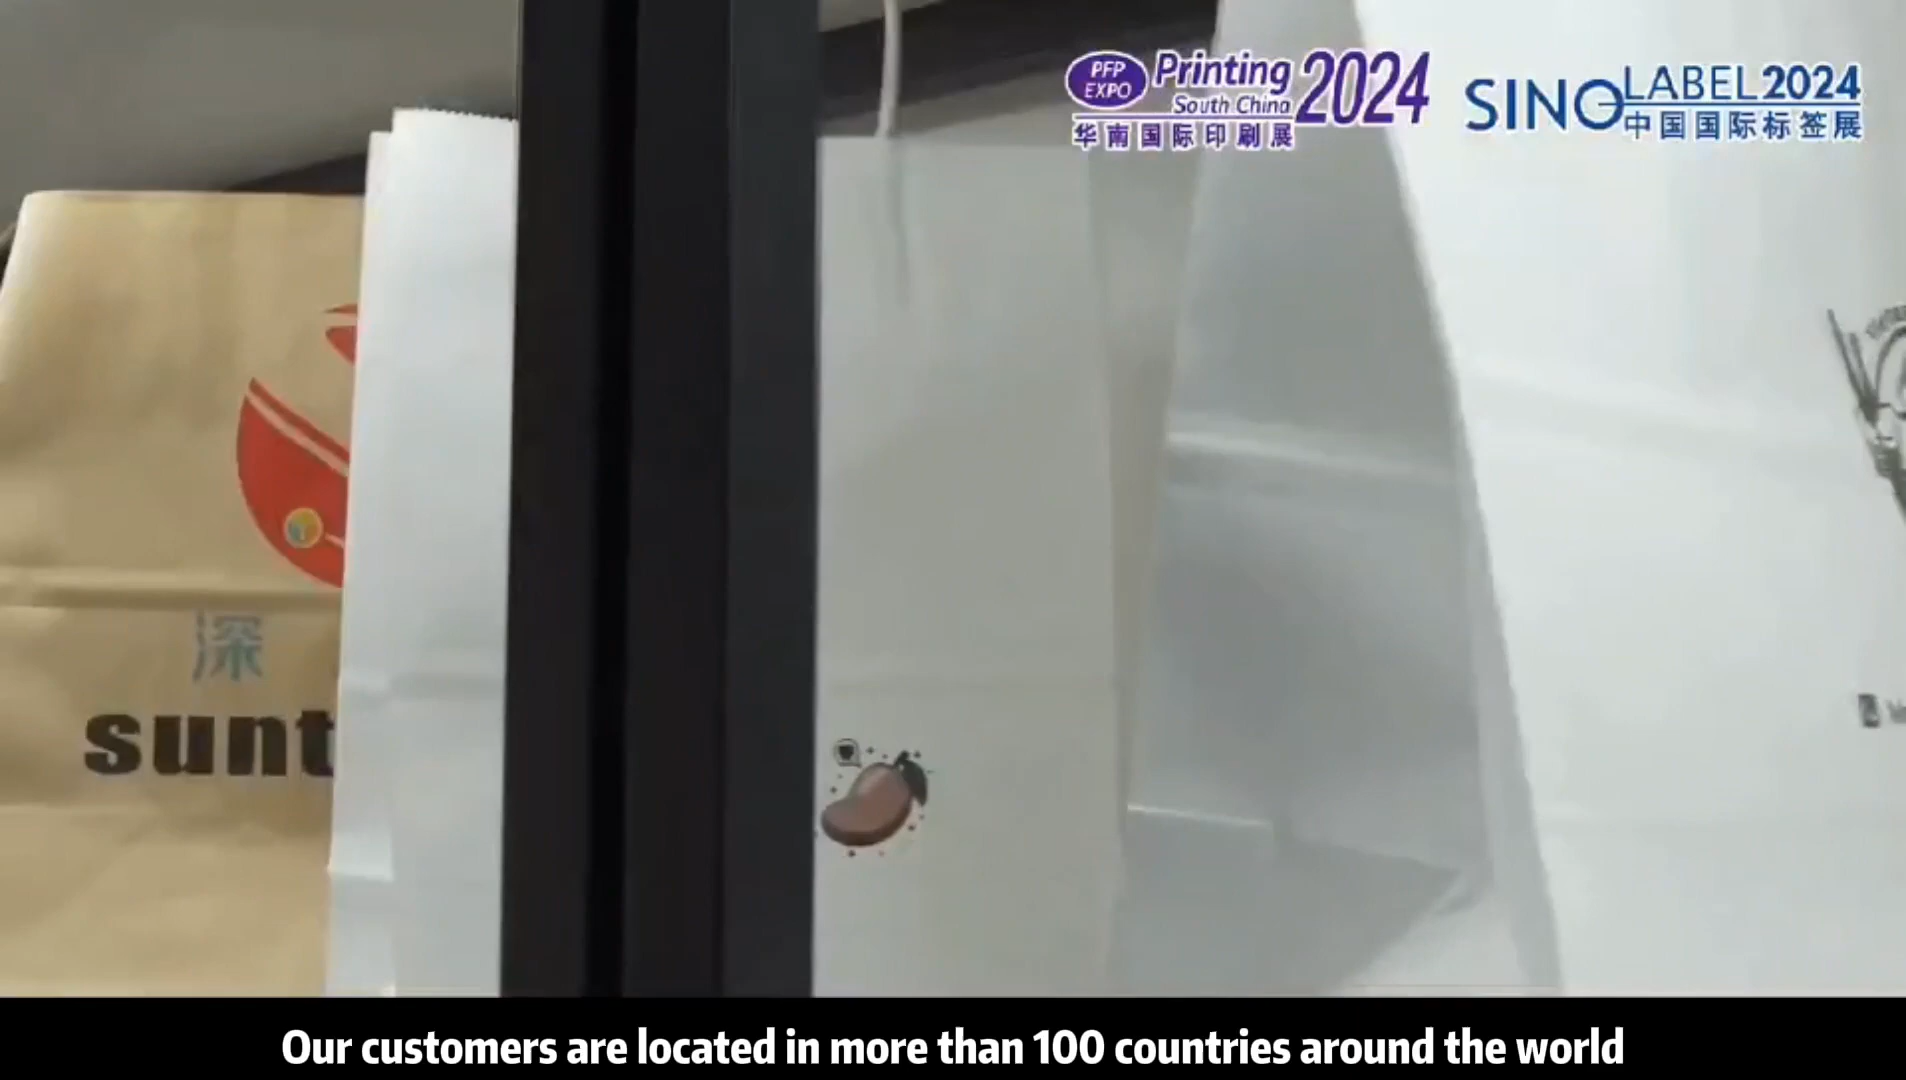 PFP
EXPO
Printing
South China
2024
华南国际印刷展
SINO LABEL 2024
中国国际标签展
深
sunt
Our customers are located in more than 100 countries around the world